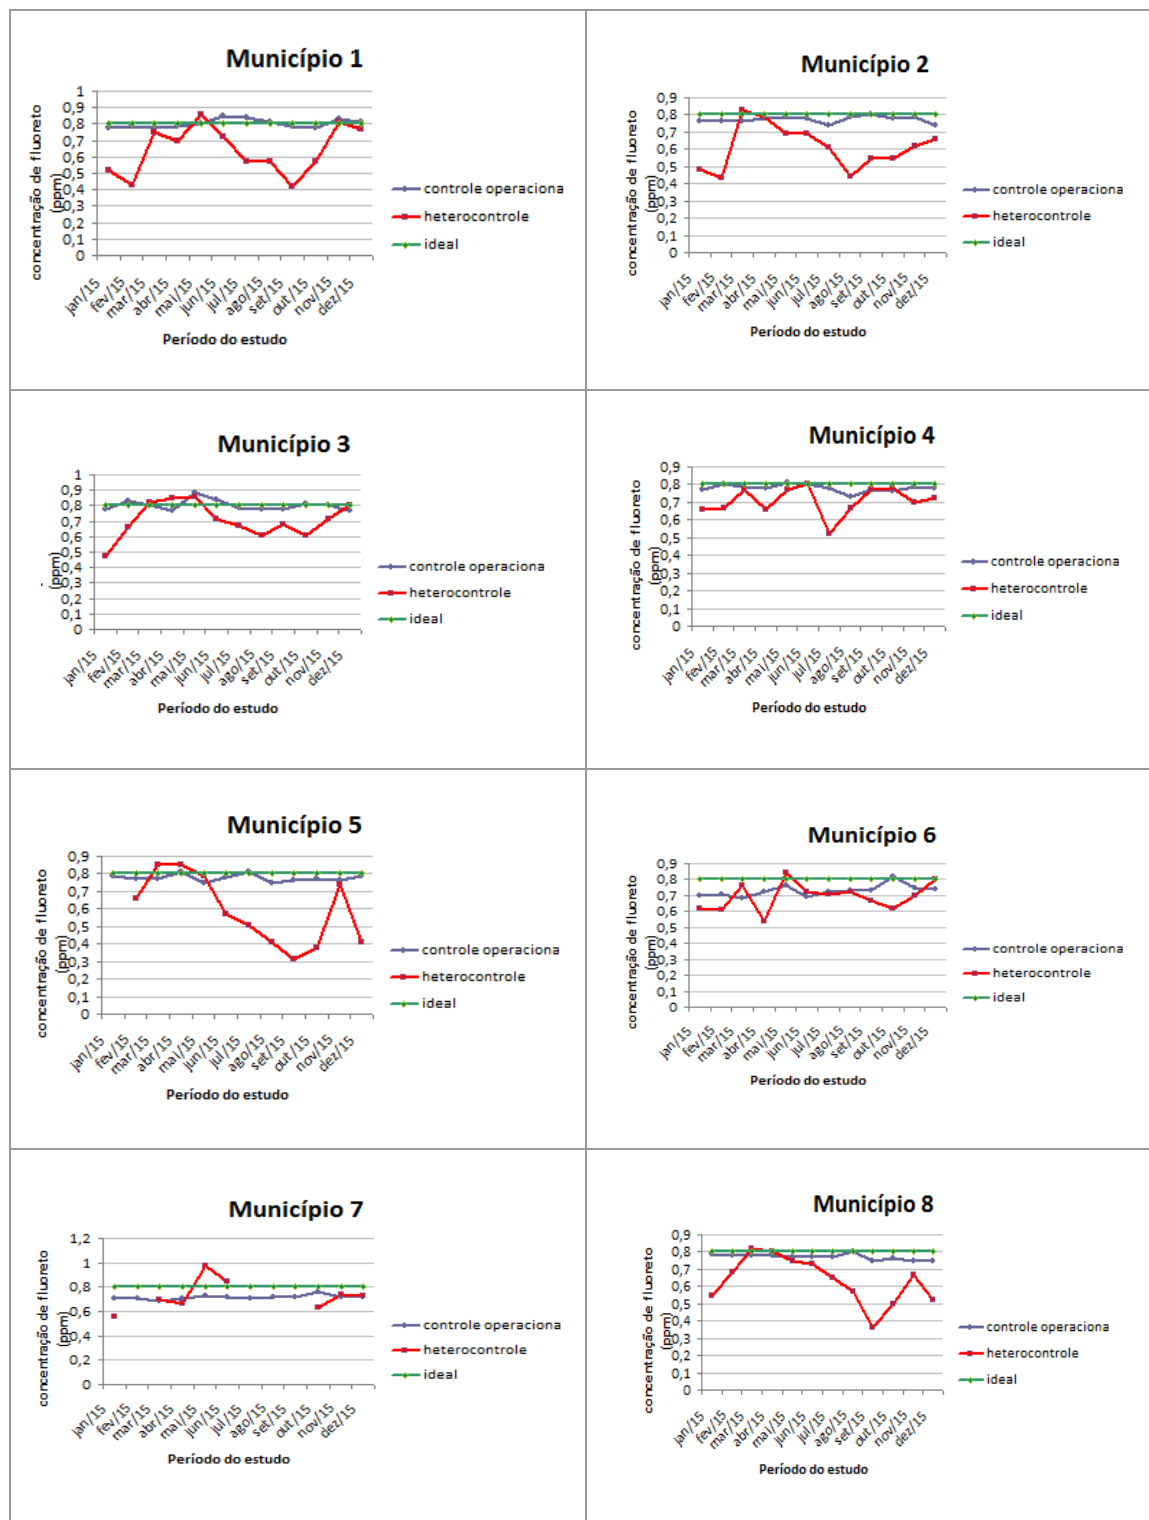 Município 1
concentração de fluoreto
(ppm)
1
0,9
0,8
0,7
0,6
0,5
0,4
0,3
0,2
0,1
0
jan/15
fev/15
mar/15
abr/15
mai/15
jun/15
jul/15
ago/15
set/15
out/15
nov/15
dez/15
Período do estudo
controle operaciona
heterocontrole
ideal
Município 2
concentração de fluoreto
(ppm)
0,9
0,8
0,7
0,6
0,5
0,4
0,3
0,2
0,1
0
jan/15
fev/15
mar/15
abr/15
mai/15
jun/15
jul/15
ago/15
set/15
out/15
nov/15
dez/15
Período do estudo
controle operaciona
heterocontrole
ideal
Município 3
concentração de fluoreto
(ppm)
1
0,9
0,8
0,7
0,6
0,5
0,4
0,3
0,2
0,1
0
jan/15
fev/15
mar/15
abr/15
mai/15
jun/15
jul/15
ago/15
set/15
out/15
nov/15
dez/15
Período do estudo
controle operaciona
heterocontrole
ideal
Município 4
concentração de fluoreto
(ppm)
0,9
0,8
0,7
0,6
0,5
0,4
0,3
0,2
0,1
0
jan/15
fev/15
mar/15
abr/15
mai/15
jun/15
jul/15
ago/15
set/15
out/15
nov/15
dez/15
Período do estudo
controle operaciona
heterocontrole
ideal
Município 5
concentração de fluoreto
(ppm)
0,9
0,8
0,7
0,6
0,5
0,4
0,3
0,2
0,1
0
jan/15
fev/15
mar/15
abr/15
mai/15
jun/15
jul/15
ago/15
set/15
out/15
nov/15
dez/15
Período do estudo
controle operaciona
heterocontrole
ideal
Município 6
concentração de fluoreto
(ppm)
0,9
0,8
0,7
0,6
0,5
0,4
0,3
0,2
0,1
0
jan/15
fev/15
mar/15
abr/15
mai/15
jun/15
jul/15
ago/15
set/15
out/15
nov/15
dez/15
Período do estudo
controle operaciona
heterocontrole
ideal
Município 7
concentração de fluoreto
(ppm)
1,2
1
0,8
0,6
0,4
0,2
0
jan/15
fev/15
mar/15
abr/15
mai/15
jun/15
jul/15
ago/15
set/15
out/15
nov/15
dez/15
Período do estudo
controle operaciona
heterocontrole
ideal
Município 8
concentração de fluoreto
(ppm)
0,9
0,8
0,7
0,6
0,5
0,4
0,3
0,2
0,1
0
jan/15
fev/15
mar/15
abr/15
mai/15
jun/15
jul/15
ago/15
set/15
out/15
nov/15
dez/15
Período do estudo
controle operaciona
heterocontrole
ideal